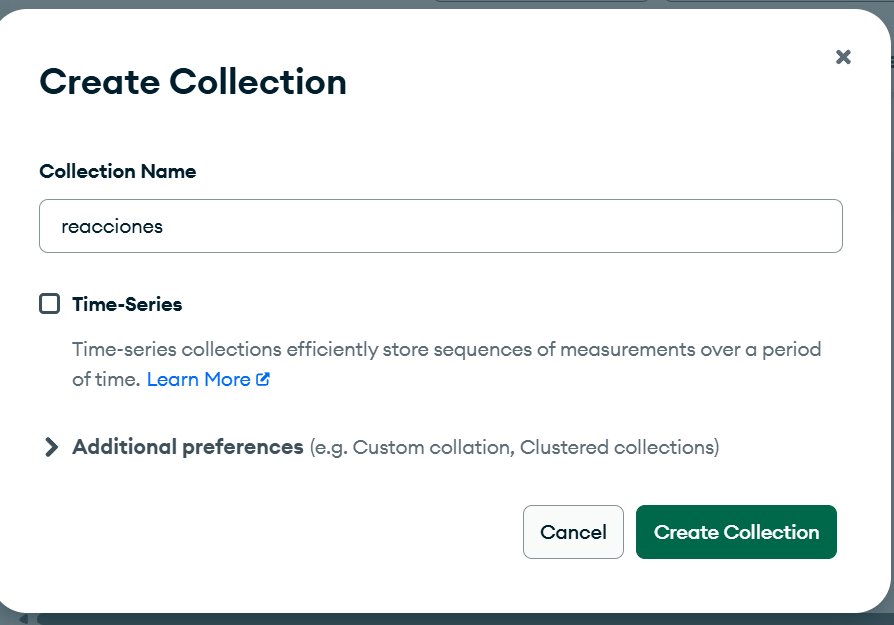 Create Collection
Collection Name
reacciones
Time-Series
Time-series collections efficiently store sequences of measurements over a period
of time. Learn More
Additional preferences (e.g. Custom collation, Clustered collections)
Cancel
Create Collection